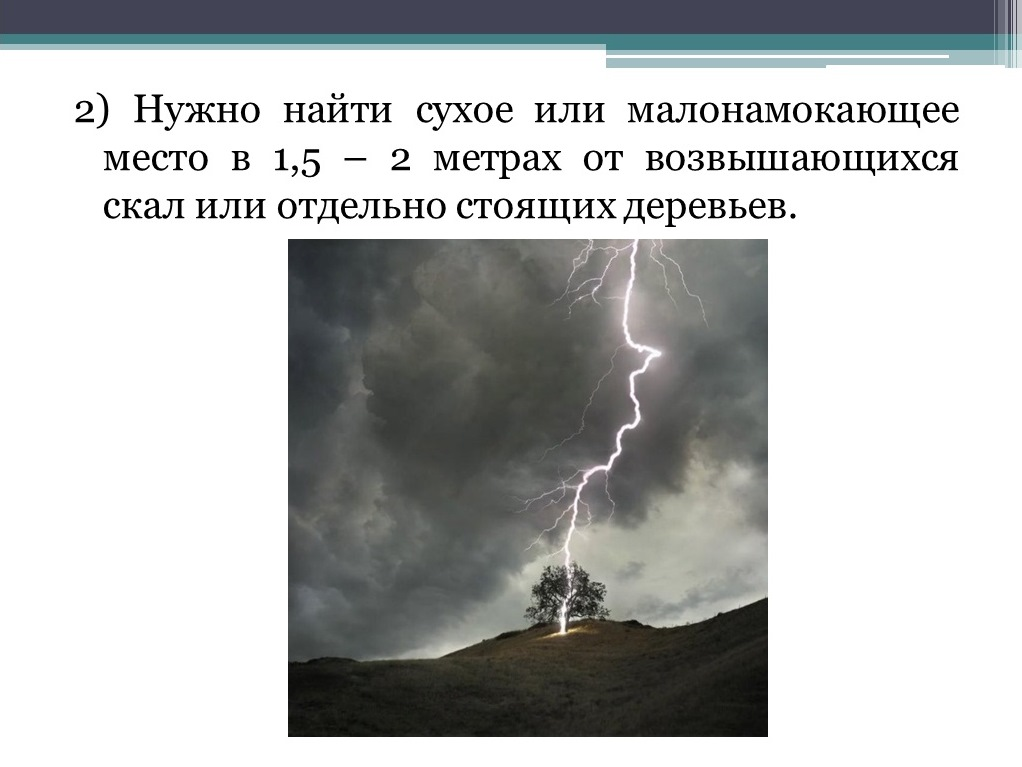 2) Нужно найти сухое или малонамокающее
место в 1,5 – 2 метрах от возвышающихся
скал или отдельно стоящих деревьев.